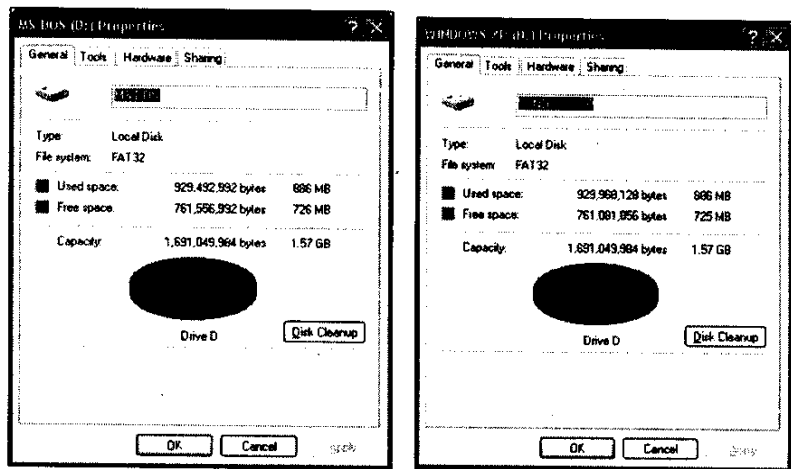 MS-DOS (D:) Properties
General Tools Hardware Sharing
Type: Local Disk
File system: FAT32
Used space: 929,492,992 bytes 886 MB
Free space: 761,556,992 bytes 726 MB
Capacity: 1,691,049,984 bytes 1.57 GB
Drive D
Disk Cleanup
OK Cancel Apply
(D:) Properties
General Tools Hardware Sharing
Type: Local Disk
File system: FAT32
Used space: 929,968,128 bytes 886 MB
Free space: 761,081,856 bytes 725 MB
Capacity: 1,691,049,984 bytes 1.57 GB
Drive D
Disk Cleanup
OK Cancel Apply